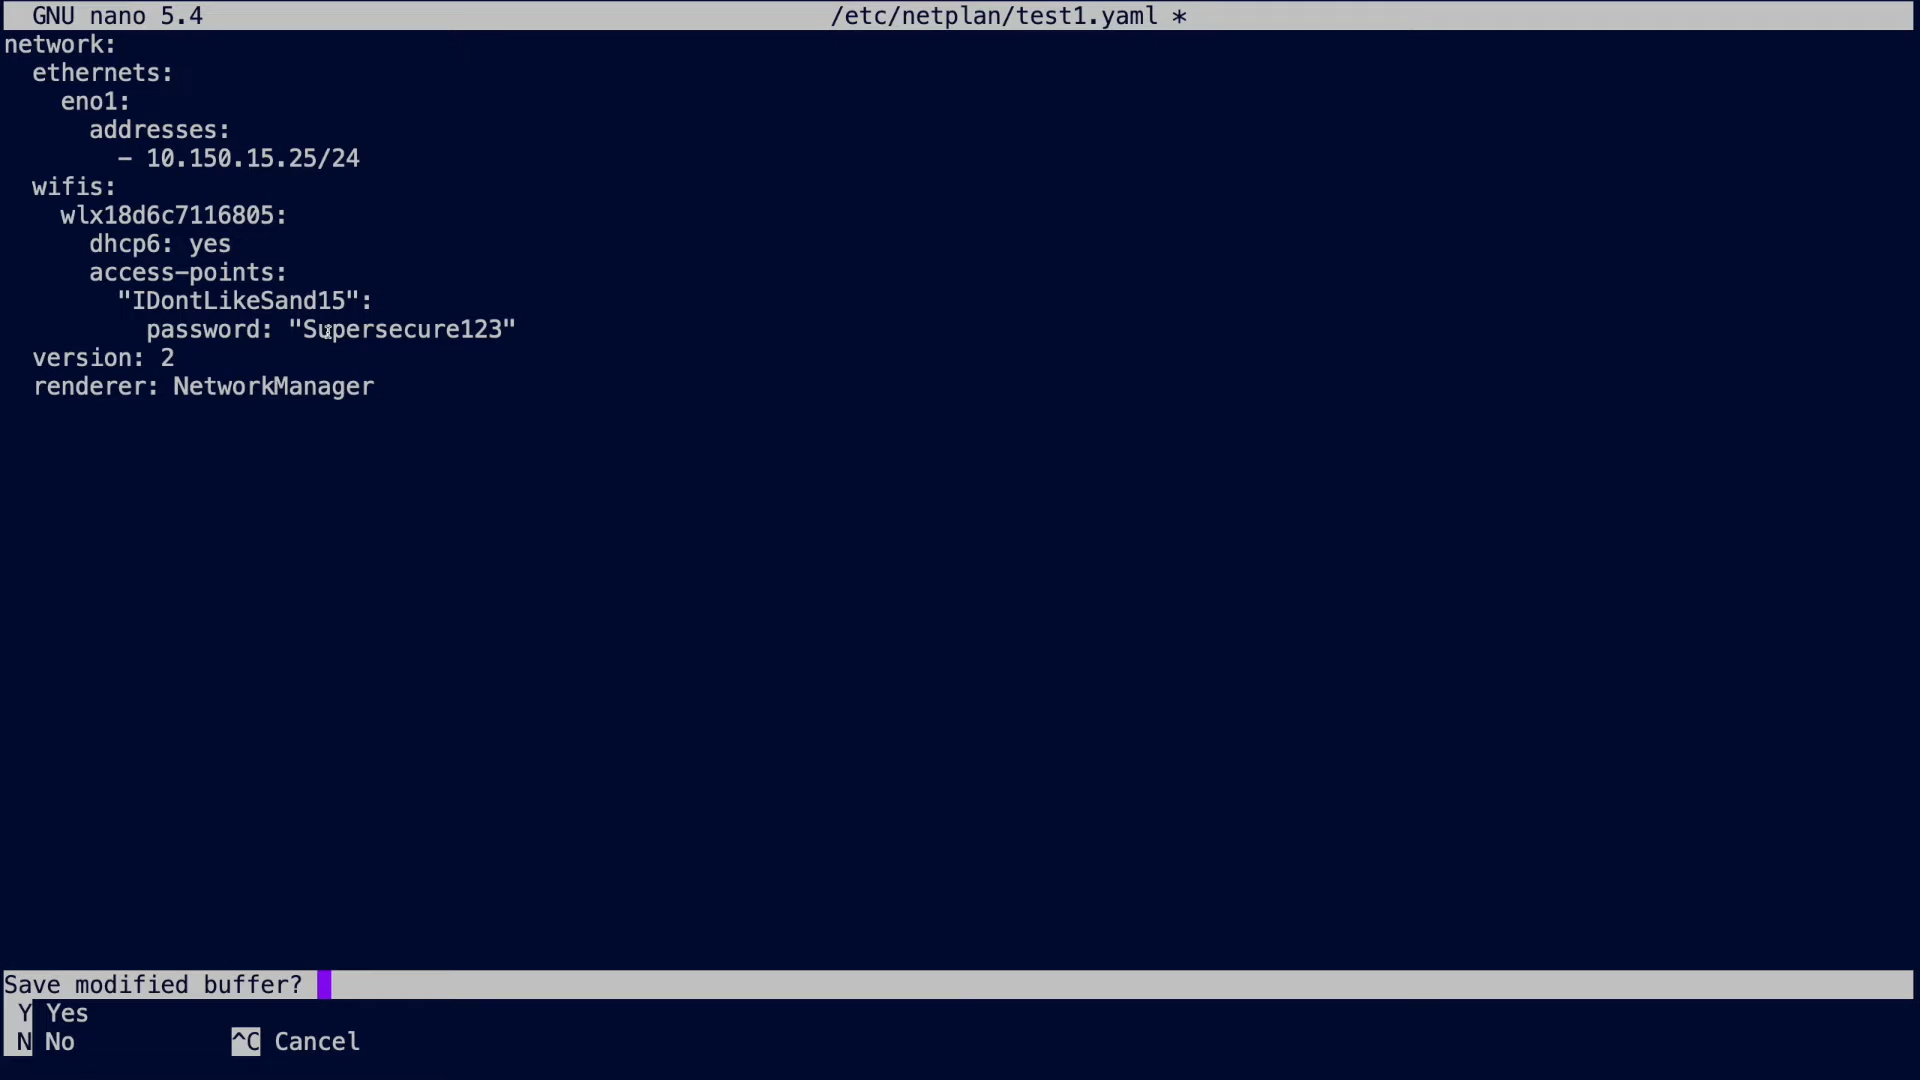 GNU nano 5.4 /etc/netplan/test1.yaml *
network:
  ethernets:
    eno1:
      addresses:
        - 10.150.15.25/24
  wifis:
    wlx18d6c7116805:
      dhcp6: yes
      access-points:
        "IDontLikeSand15":
          password: "Supersecure123"
  version: 2
  renderer: NetworkManager
Save modified buffer?
Y Yes
N No ^C Cancel